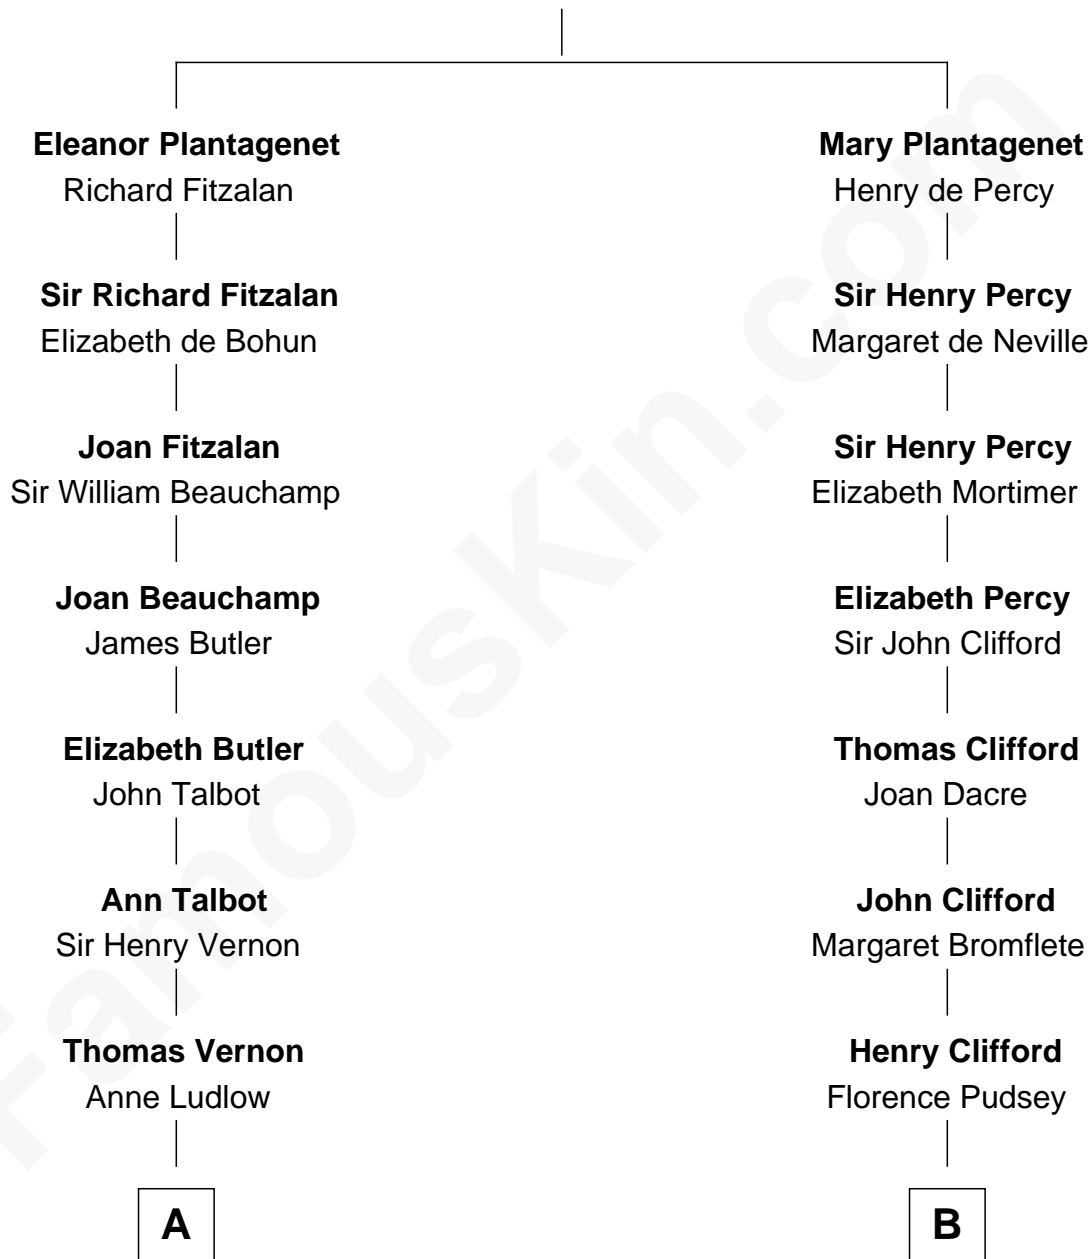 Eleanor Plantagenet
Richard Fitzalan
Sir Richard Fitzalan
Elizabeth de Bohun
Joan Fitzalan
Sir William Beauchamp
Joan Beauchamp
James Butler
Elizabeth Butler
John Talbot
Ann Talbot
Sir Henry Vernon
Thomas Vernon
Anne Ludlow
A
Mary Plantagenet
Henry de Percy
Sir Henry Percy
Margaret de Neville
Sir Henry Percy
Elizabeth Mortimer
Elizabeth Percy
Sir John Clifford
Thomas Clifford
Joan Dacre
John Clifford
Margaret Bromflete
Henry Clifford
Florence Pudsey
B
FamousKin.com